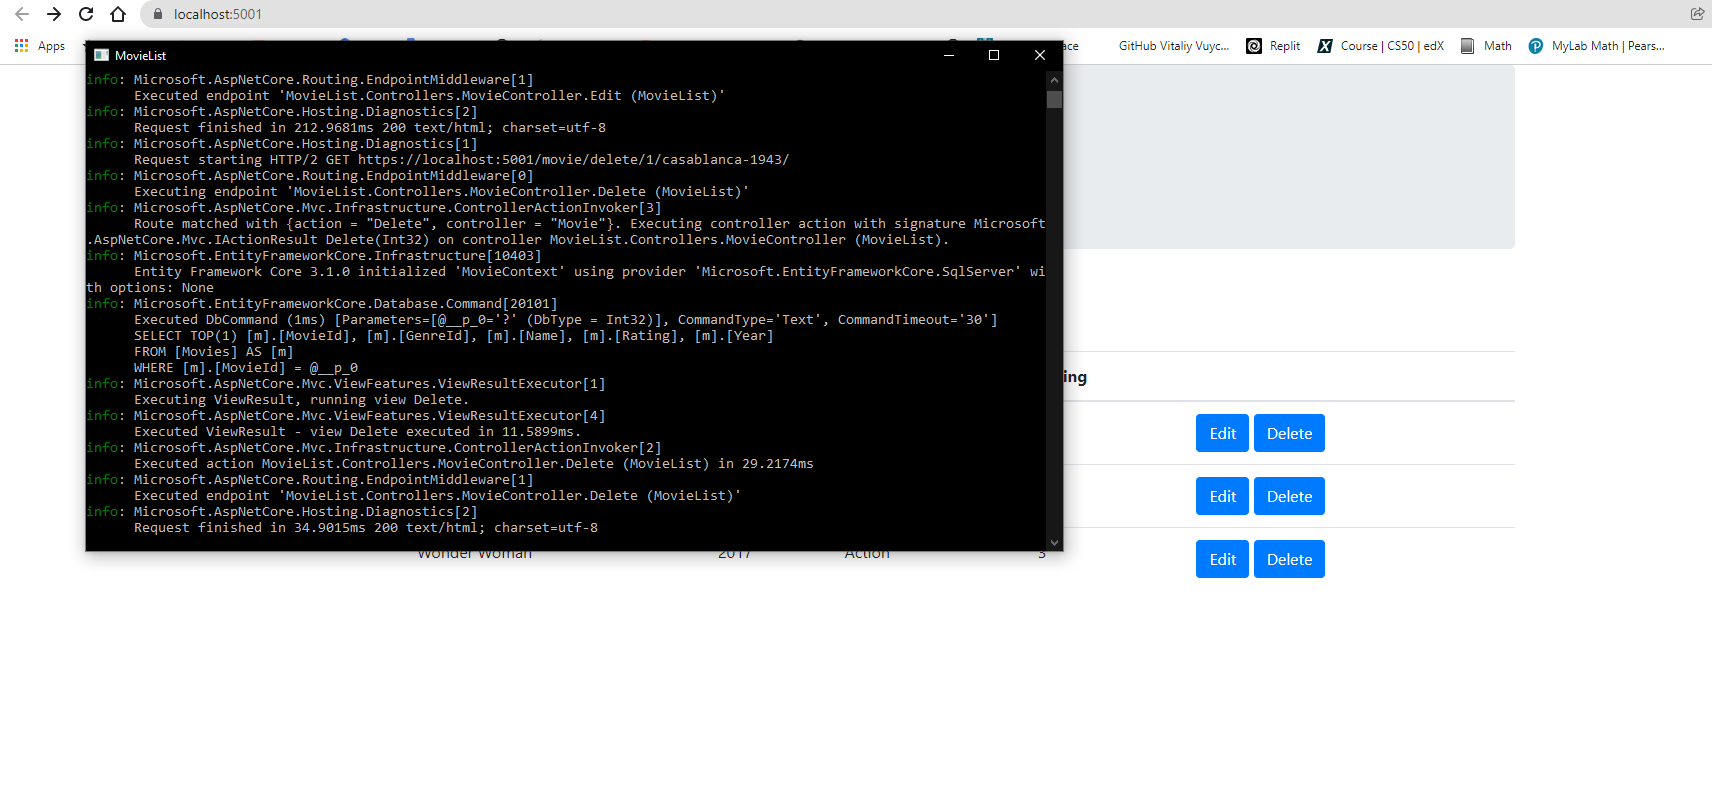 localhost:5001
Apps
ace
GitHub Vitaliy Vuyc...
Replit
Course | CS50 | edX
Math
MyLab Math | Pears...
MovieList
info: Microsoft.AspNetCore.Routing.EndpointMiddleware[1]
Executed endpoint 'MovieList.Controllers.MovieController.Edit (MovieList)'
info: Microsoft.AspNetCore.Hosting.Diagnostics[2]
Request finished in 212.9681ms 200 text/html; charset=utf-8
info: Microsoft.AspNetCore.Hosting.Diagnostics[1]
Request starting HTTP/2 GET https://localhost:5001/movie/delete/1/casablanca-1943/
info: Microsoft.AspNetCore.Routing.EndpointMiddleware[0]
Executing endpoint 'MovieList.Controllers.MovieController.Delete (MovieList)'
info: Microsoft.AspNetCore.Mvc.Infrastructure.ControllerActionInvoker[3]
Route matched with {action = "Delete", controller = "Movie"}. Executing controller action with signature Microsoft
.AspNetCore.Mvc.IActionResult Delete(Int32) on controller MovieList.Controllers.MovieController (MovieList).
info: Microsoft.EntityFrameworkCore.Infrastructure[10403]
Entity Framework Core 3.1.0 initialized 'MovieContext' using provider 'Microsoft.EntityFrameworkCore.SqlServer' wi
th options: None
info: Microsoft.EntityFrameworkCore.Database.Command[20101]
Executed DbCommand (1ms) [Parameters=[@__p_0='?' (DbType = Int32)], CommandType='Text', CommandTimeout='30']
SELECT TOP(1) [m].[MovieId], [m].[GenreId], [m].[Name], [m].[Rating], [m].[Year]
FROM [Movies] AS [m]
WHERE [m].[MovieId] = @__p_0
info: Microsoft.AspNetCore.Mvc.ViewFeatures.ViewResultExecutor[1]
Executing ViewResult, running view Delete.
info: Microsoft.AspNetCore.Mvc.ViewFeatures.ViewResultExecutor[4]
Executed ViewResult - view Delete executed in 11.5899ms.
info: Microsoft.AspNetCore.Mvc.Infrastructure.ControllerActionInvoker[2]
Executed action MovieList.Controllers.MovieController.Delete (MovieList) in 29.2174ms
info: Microsoft.AspNetCore.Routing.EndpointMiddleware[1]
Executed endpoint 'MovieList.Controllers.MovieController.Delete (MovieList)'
info: Microsoft.AspNetCore.Hosting.Diagnostics[2]
Request finished in 34.9015ms 200 text/html; charset=utf-8
ing
Edit Delete
Edit Delete
Wonder Woman 2017 Action 3 Edit Delete